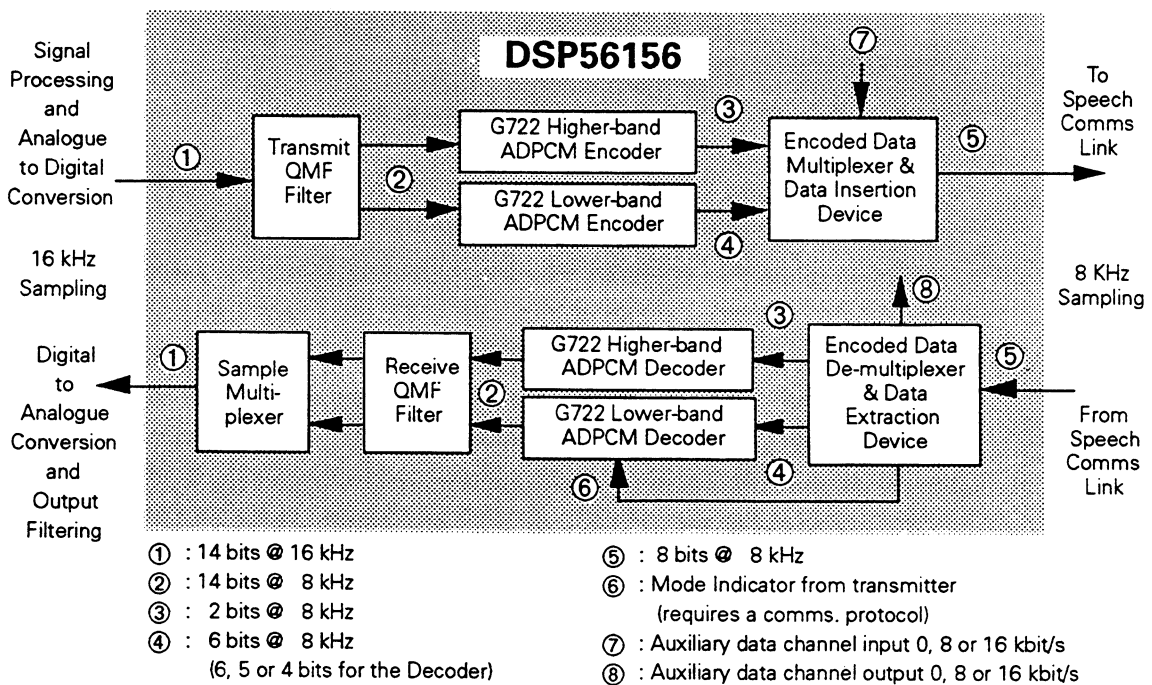 DSP56156
Signal
Processing
and
Analogue
to Digital
Conversion
①
Transmit
QMF
Filter
②
G722 Higher-band
ADPCM Encoder
G722 Lower-band
ADPCM Encoder
③
④
⑦
Encoded Data
Multiplexer &
Data Insertion
Device
⑤
To
Speech
Comms
Link
16 kHz
Sampling
8 KHz
Sampling
Digital
to
Analogue
Conversion
and
Output
Filtering
①
Sample
Multi-
plexer
Receive
QMF
Filter
②
G722 Higher-band
ADPCM Decoder
G722 Lower-band
ADPCM Decoder
③
④
⑥
⑧
Encoded Data
De-multiplexer
& Data
Extraction
Device
⑤
From
Speech
Comms
Link
① : 14 bits @ 16 kHz
② : 14 bits @ 8 kHz
③ : 2 bits @ 8 kHz
④ : 6 bits @ 8 kHz
(6, 5 or 4 bits for the Decoder)
⑤ : 8 bits @ 8 kHz
⑥ : Mode Indicator from transmitter
(requires a comms. protocol)
⑦ : Auxiliary data channel input 0, 8 or 16 kbit/s
⑧ : Auxiliary data channel output 0, 8 or 16 kbit/s